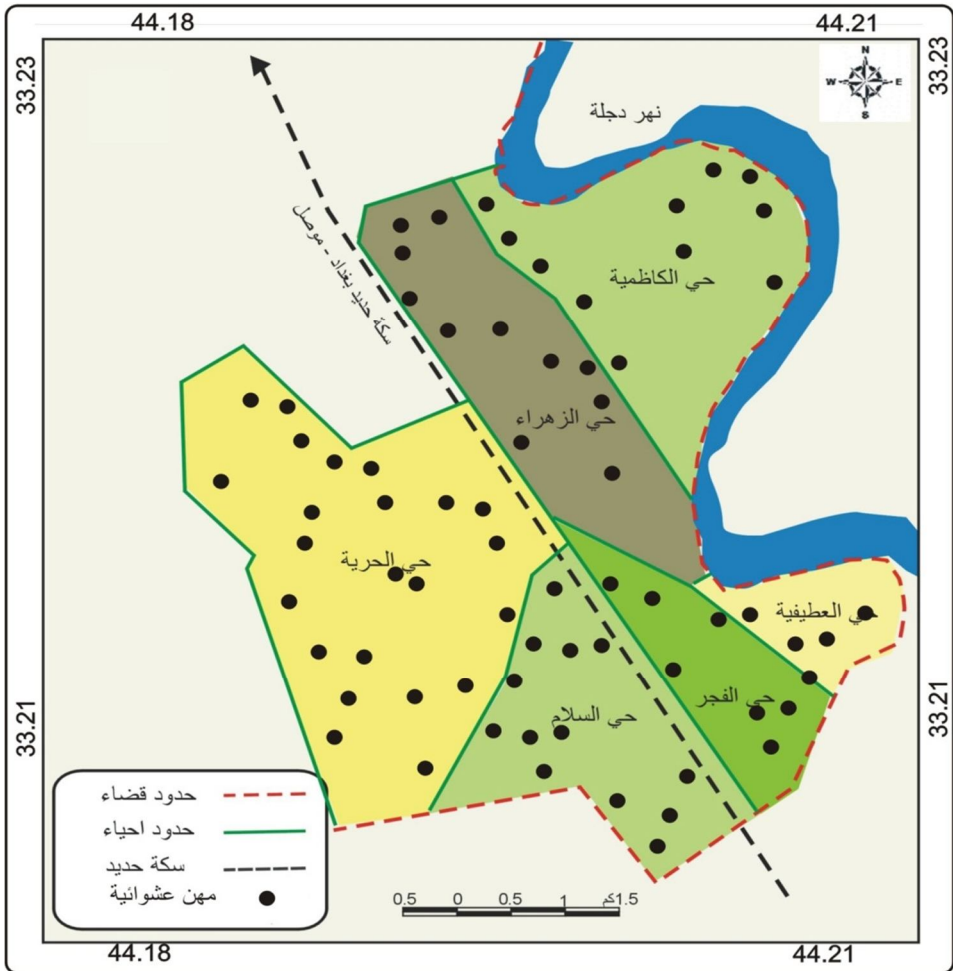 44.18
44.21
33.23
33.23
N
W E
S
نهر دجلة
سكة حديد بغداد - موصل
حي الكاظمية
حي الزهراء
حي الحرية
حي العطيفية
حي الفجر
حي السلام
33.21
33.21
حدود قضاء
حدود احياء
سكة حديد
مهن عشوائية
0.5 0 0.5 1 1.5كم
44.18
44.21